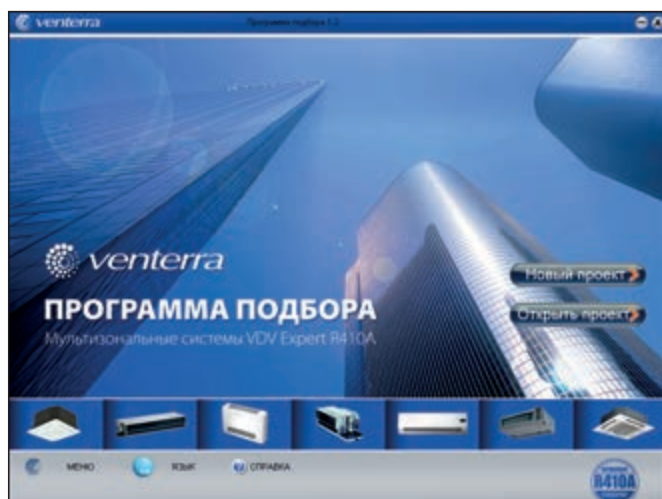 venterra
Программа подбора 1.2
venterra
ПРОГРАММА ПОДБОРА
Мультизональные системы VDV Expert R410A
Новый проект
Открыть проект
МЕНЮ
ЯЗЫК
СПРАВКА
R410A